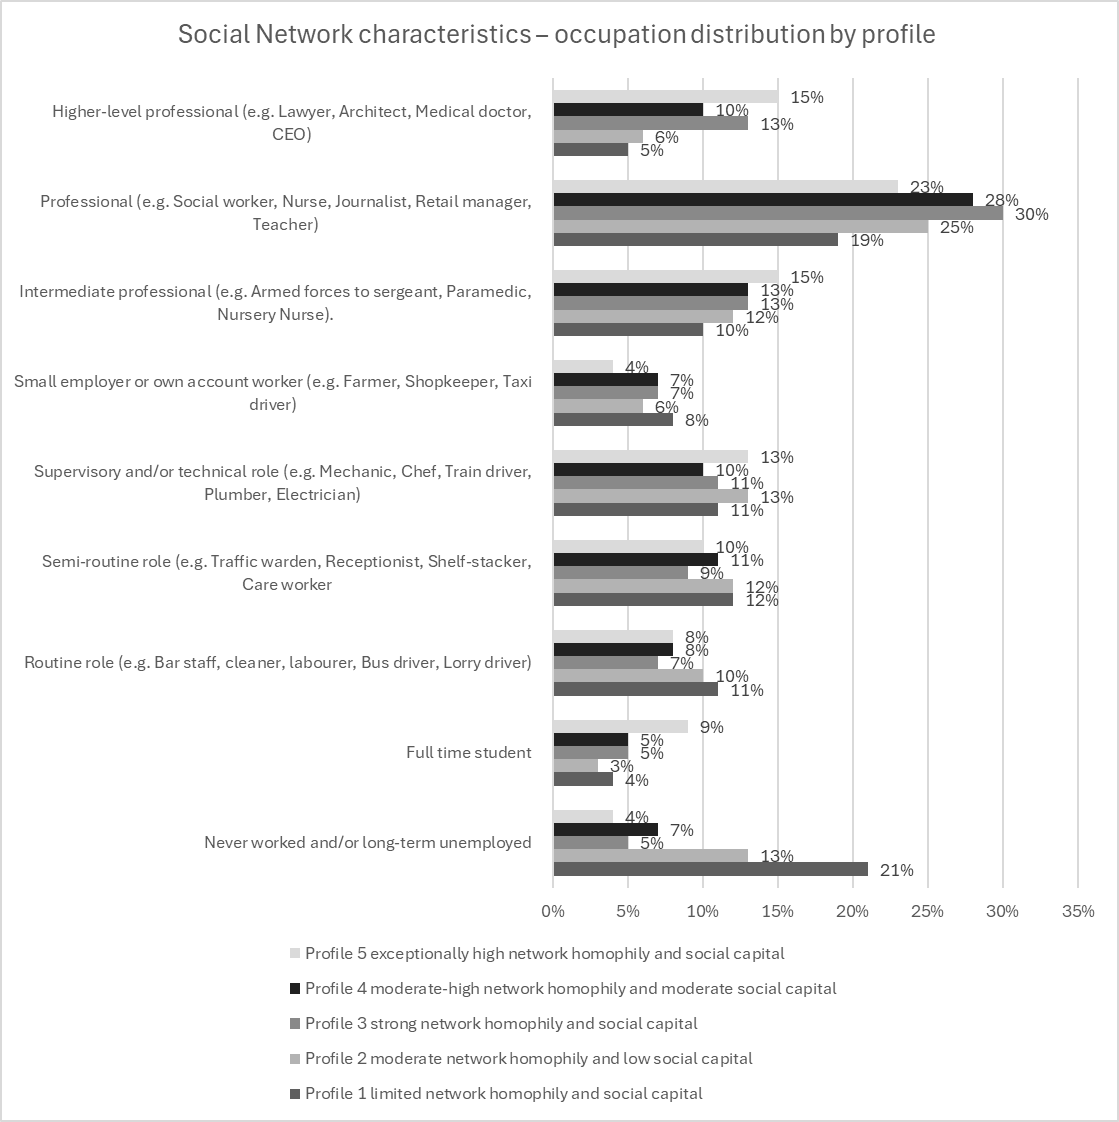 Social Network characteristics – occupation distribution by profile
Higher-level professional (e.g. Lawyer, Architect, Medical doctor,
CEO)
15%
10%
13%
6%
5%
Professional (e.g. Social worker, Nurse, Journalist, Retail manager,
Teacher)
23%
28%
30%
25%
19%
Intermediate professional (e.g. Armed forces to sergeant, Paramedic,
Nursery Nurse).
15%
13%
13%
12%
10%
Small employer or own account worker (e.g. Farmer, Shopkeeper, Taxi
driver)
4%
7%
7%
6%
8%
Supervisory and/or technical role (e.g. Mechanic, Chef, Train driver,
Plumber, Electrician)
13%
10%
11%
13%
11%
Semi-routine role (e.g. Traffic warden, Receptionist, Shelf-stacker,
Care worker
10%
11%
9%
12%
12%
Routine role (e.g. Bar staff, cleaner, labourer, Bus driver, Lorry driver)
8%
8%
7%
10%
11%
Full time student
9%
5%
5%
3%
4%
Never worked and/or long-term unemployed
4%
7%
5%
13%
21%
0% 5% 10% 15% 20% 25% 30% 35%
Profile 5 exceptionally high network homophily and social capital
Profile 4 moderate-high network homophily and moderate social capital
Profile 3 strong network homophily and social capital
Profile 2 moderate network homophily and low social capital
Profile 1 limited network homophily and social capital